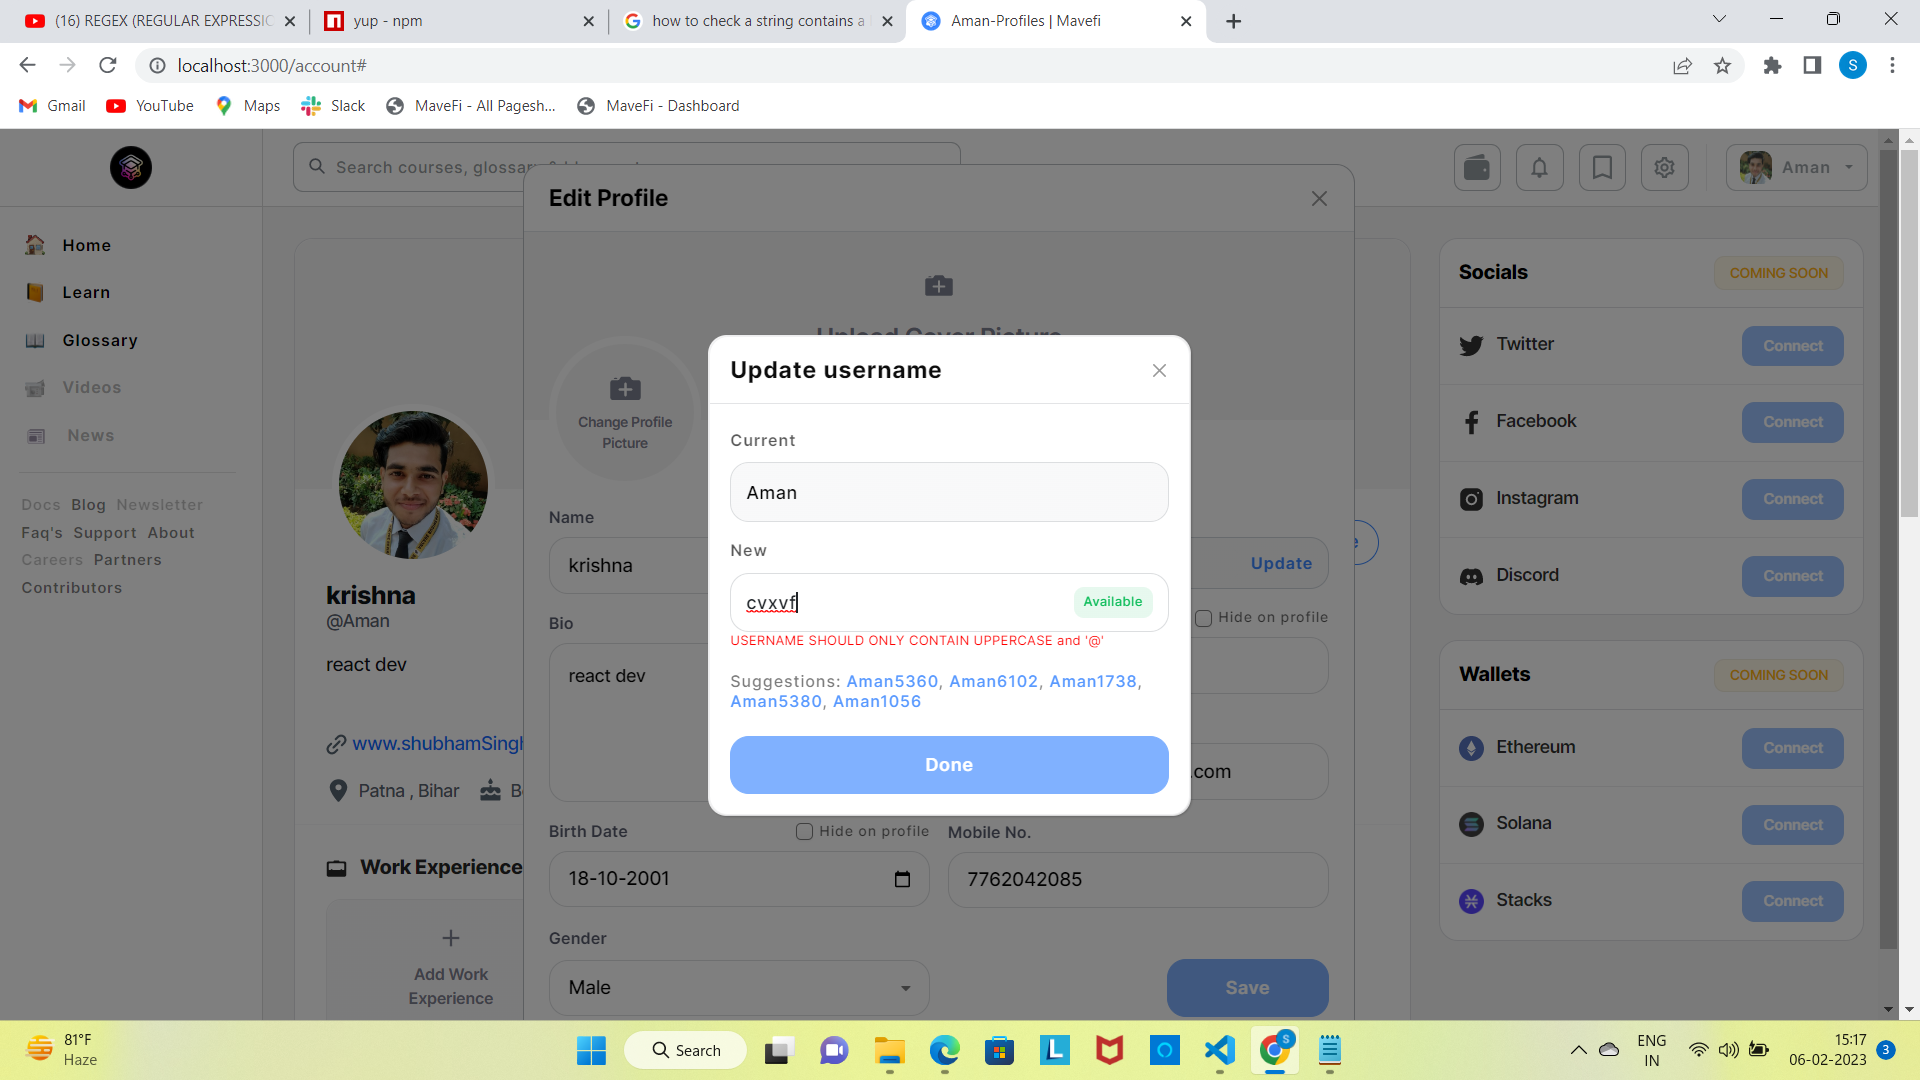 (16) REGEX (REGULAR EXPRESSIO
yup - npm
how to check a string contains a
Aman-Profiles | Mavefi
localhost:3000/account#
S
Gmail
YouTube
Maps
Slack
MaveFi - All Pagesh...
MaveFi - Dashboard
Search courses, glossar
Aman
Home
Learn
Glossary
Videos
News
Docs Blog Newsletter
Faq's Support About
Careers Partners
Contributors
krishna
@Aman
react dev
www.shubhamSingh
Patna , Bihar
Work Experience
Add Work
Experience
Edit Profile
Upload Cover Picture
Change Profile
Picture
Name
krishna
Update
Bio
Hide on profile
react dev
.com
Birth Date
Hide on profile
Mobile No.
18-10-2001
7762042085
Gender
Male
Save
Update username
Current
Aman
New
cvxvf
Available
USERNAME SHOULD ONLY CONTAIN UPPERCASE and '@'
Suggestions: Aman5360, Aman6102, Aman1738,
Aman5380, Aman1056
Done
Socials
COMING SOON
Twitter
Connect
Facebook
Connect
Instagram
Connect
Discord
Connect
Wallets
COMING SOON
Ethereum
Connect
Solana
Connect
Stacks
Connect
81°F
Haze
Search
L
S
ENG
IN
15:17
06-02-2023
3